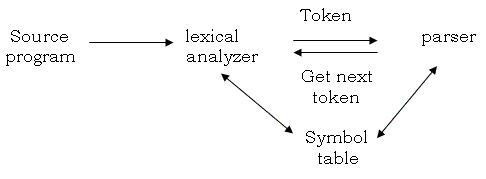 Source
program
lexical
analyzer
Token
Get next
token
parser
Symbol
table